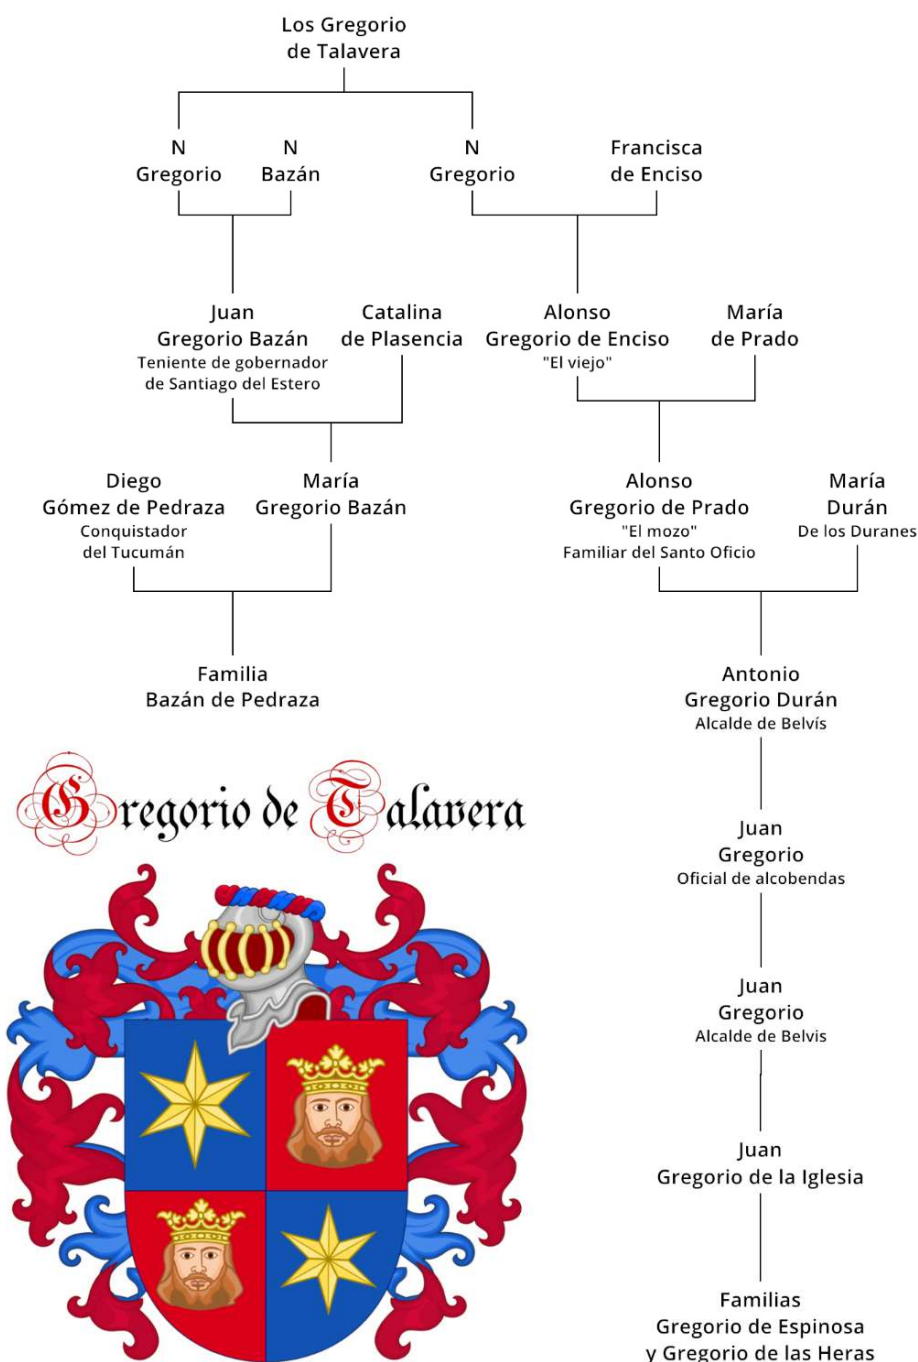 Los Gregorio
de Talavera
N
Gregorio
N
Bazán
N
Gregorio
Francisca
de Enciso
Juan
Gregorio Bazán
Teniente de gobernador
de Santiago del Estero
Catalina
de Plasencia
Alonso
Gregorio de Enciso
"El viejo"
María
de Prado
Diego
Gómez de Pedraza
Conquistador
del Tucumán
María
Gregorio Bazán
Alonso
Gregorio de Prado
"El mozo"
Familiar del Santo Oficio
María
Durán
De los Duranes
Familia
Bazán de Pedraza
Antonio
Gregorio Durán
Alcalde de Belvís
Gregorio de Talavera
Juan
Gregorio
Oficial de alcobendas
Juan
Gregorio
Alcalde de Belvis
Juan
Gregorio de la Iglesia
Familias
Gregorio de Espinosa
y Gregorio de las Heras